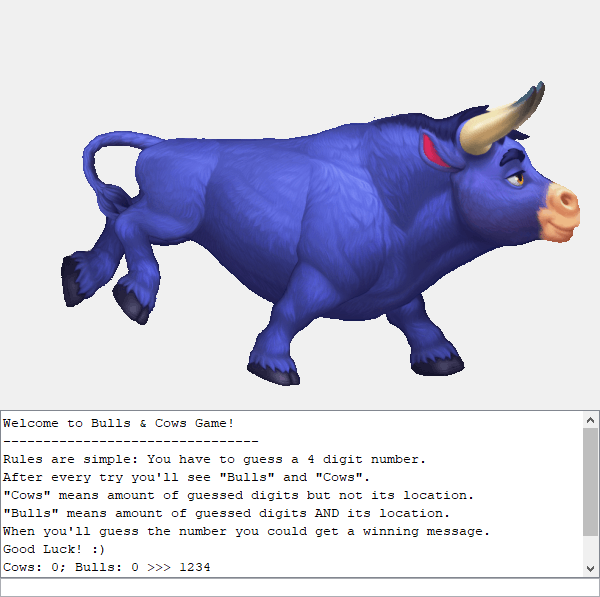 Welcome to Bulls & Cows Game!
--------------------------------
Rules are simple: You have to guess a 4 digit number.
After every try you'll see "Bulls" and "Cows".
"Cows" means amount of guessed digits but not its location.
"Bulls" means amount of guessed digits AND its location.
When you'll guess the number you could get a winning message.
Good Luck! :)
Cows: 0; Bulls: 0 >>> 1234